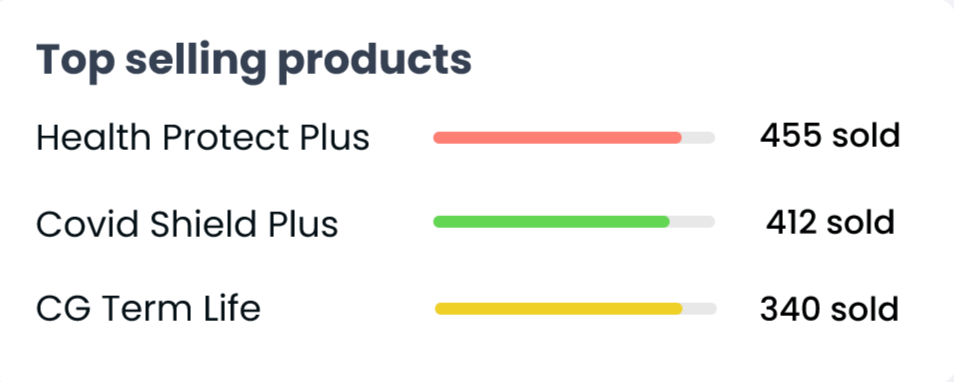 Top selling products
Health Protect Plus 455 sold
Covid Shield Plus 412 sold
CG Term Life 340 sold